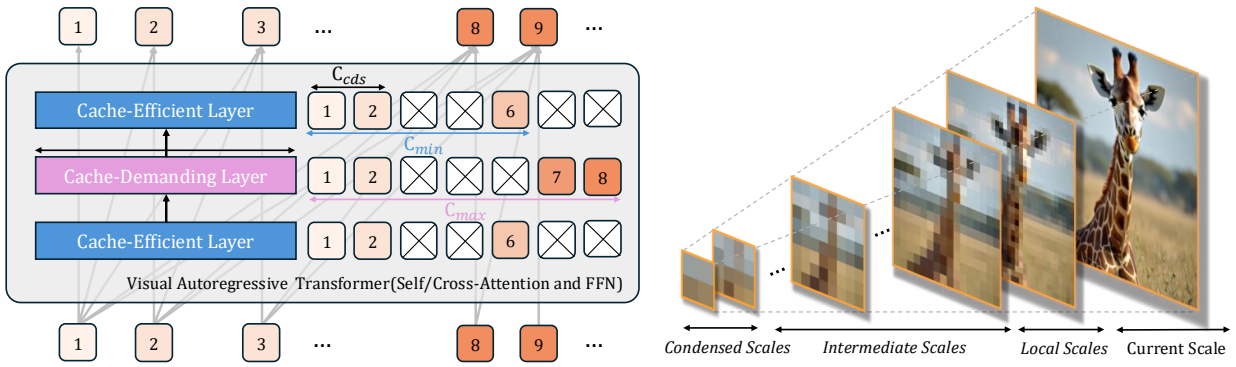 1 2 3 ... 8 9 ...
C_cds
Cache-Efficient Layer 1 2 6
C_min
Cache-Demanding Layer 1 2 7 8
C_max
Cache-Efficient Layer 1 2 6
Visual Autoregressive Transformer(Self/Cross-Attention and FFN)
1 2 3 ... 8 9 ...
... ...
Condensed Scales Intermediate Scales Local Scales Current Scale